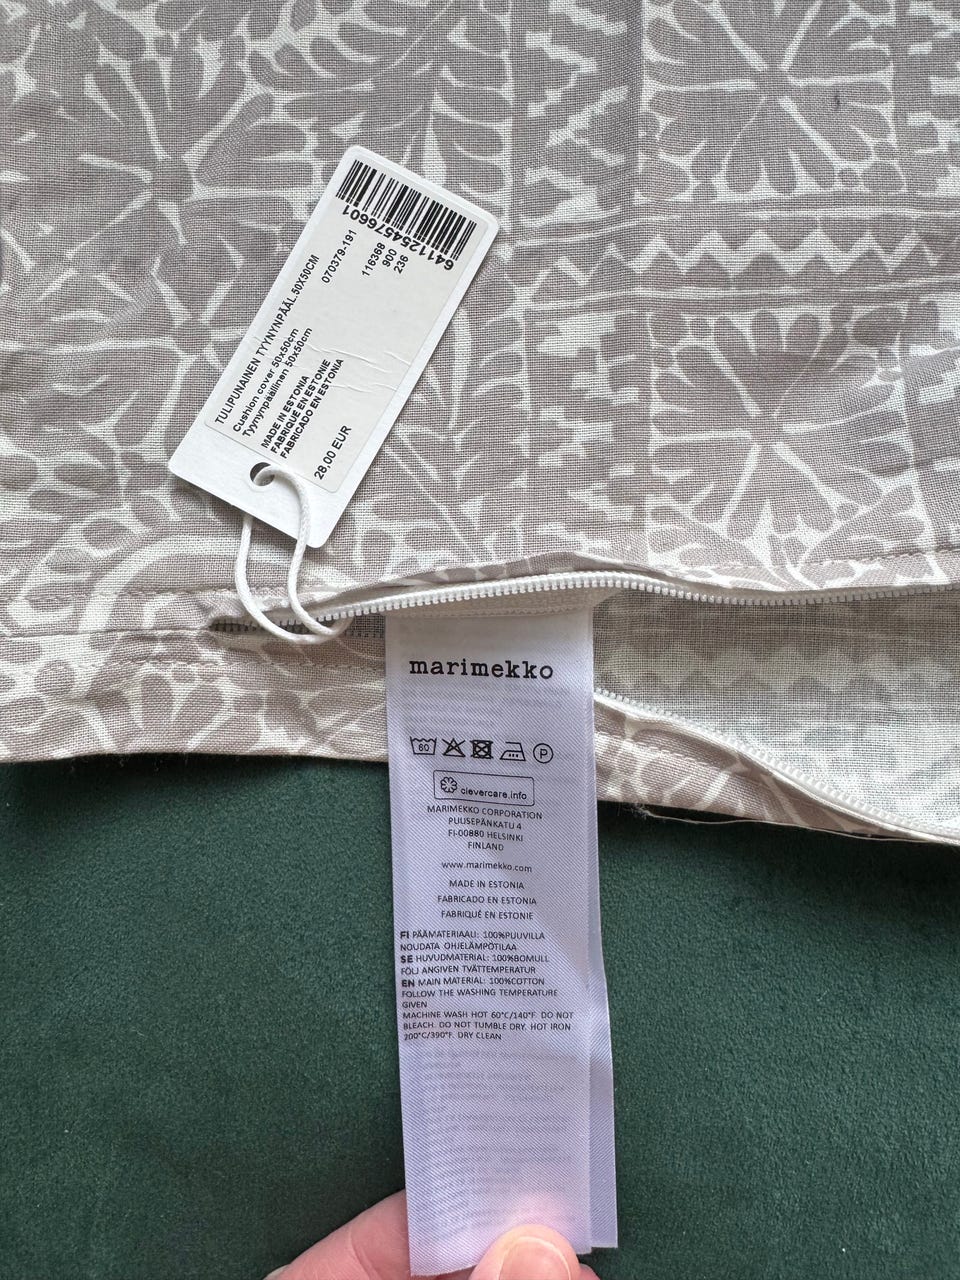 6411254576601
116368
900
236
TULIPUNAINEN TYYNYNPÄÄL.50X50CM
070379-191
Cushion cover 50x50cm
Tyynynpäällinen 50x50cm
MADE IN ESTONIA
FABRIQUE EN ESTONIE
FABRICADO EN ESTONIA
28,00 EUR
marimekko
60
P
clevercare.info
MARIMEKKO CORPORATION
PUUSEPÄNKATU 4
FI-00880 HELSINKI
FINLAND
www.marimekko.com
MADE IN ESTONIA
FABRICADO EN ESTONIA
FABRIQUÉ EN ESTONIE
FI PÄÄMATERIAALI: 100%PUUVILLA
NOUDATA OHJELÄMPÖTILAA
SE HUVUDMATERIAL: 100%BOMULL
FÖLJ ANGIVEN TVÄTTEMPERATUR
EN MAIN MATERIAL: 100%COTTON
FOLLOW THE WASHING TEMPERATURE
GIVEN
MACHINE WASH HOT 60°C/140°F. DO NOT
BLEACH. DO NOT TUMBLE DRY. HOT IRON
200°C/390°F. DRY CLEAN